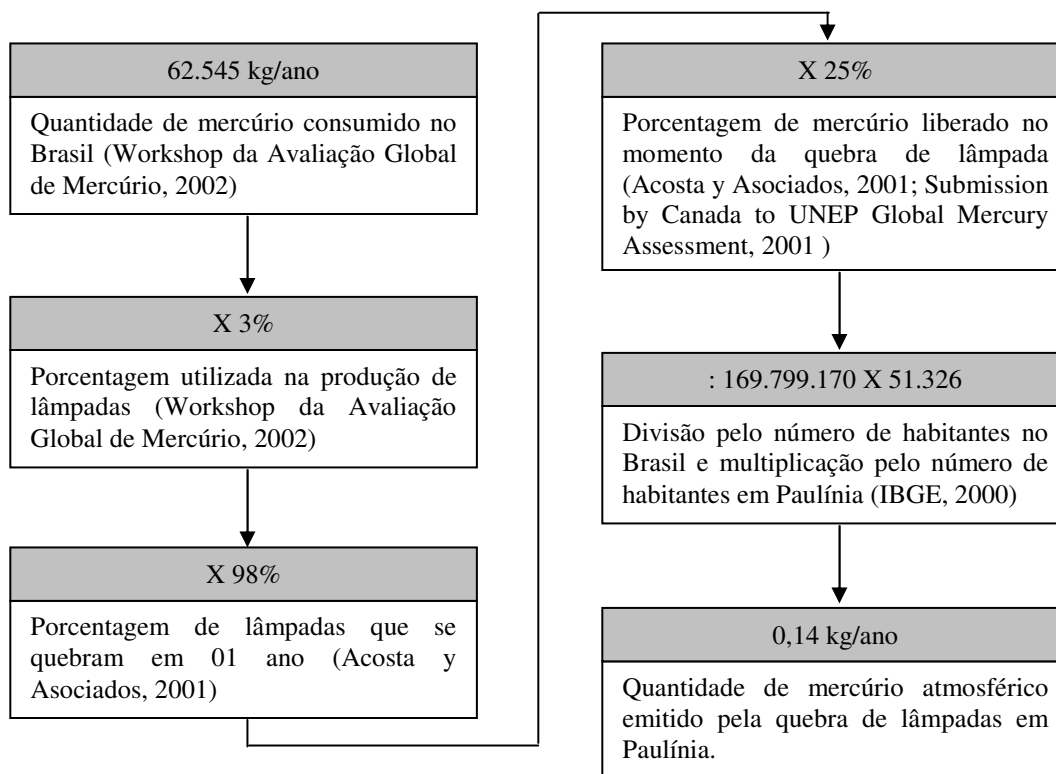 62.545 kg/ano
Quantidade de mercúrio consumido no
Brasil (Workshop da Avaliação Global
de Mercúrio, 2002)
X 3%
Porcentagem utilizada na produção de
lâmpadas (Workshop da Avaliação
Global de Mercúrio, 2002)
X 98%
Porcentagem de lâmpadas que se
quebram em 01 ano (Acosta y
Asociados, 2001)
X 25%
Porcentagem de mercúrio liberado no
momento da quebra de lâmpada
(Acosta y Asociados, 2001; Submission
by Canada to UNEP Global Mercury
Assessment, 2001 )
: 169.799.170 X 51.326
Divisão pelo número de habitantes no
Brasil e multiplicação pelo número de
habitantes em Paulínia (IBGE, 2000)
0,14 kg/ano
Quantidade de mercúrio atmosférico
emitido pela quebra de lâmpadas em
Paulínia.